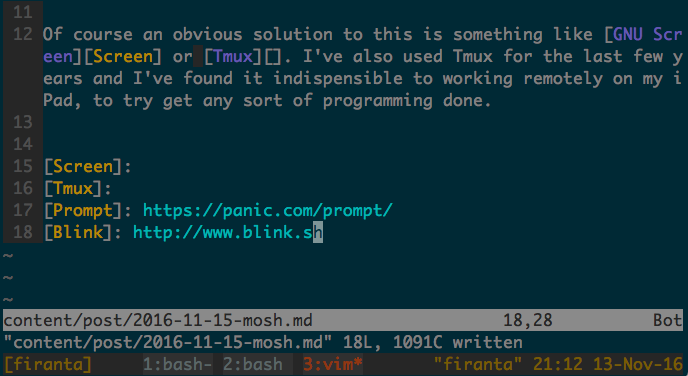 11
12 Of course an obvious solution to this is something like [GNU Scr
een][Screen] or [Tmux][]. I've also used Tmux for the last few y
ears and I've found it indispensible to working remotely on my i
Pad, to try get any sort of programming done.
13
14
15 [Screen]:
16 [Tmux]:
17 [Prompt]: https://panic.com/prompt/
18 [Blink]: http://www.blink.sh
~
~
~
content/post/2016-11-15-mosh.md 18,28 Bot
"content/post/2016-11-15-mosh.md" 18L, 1091C written
[firanta] 1:bash- 2:bash 3:vim* "firanta" 21:12 13-Nov-16